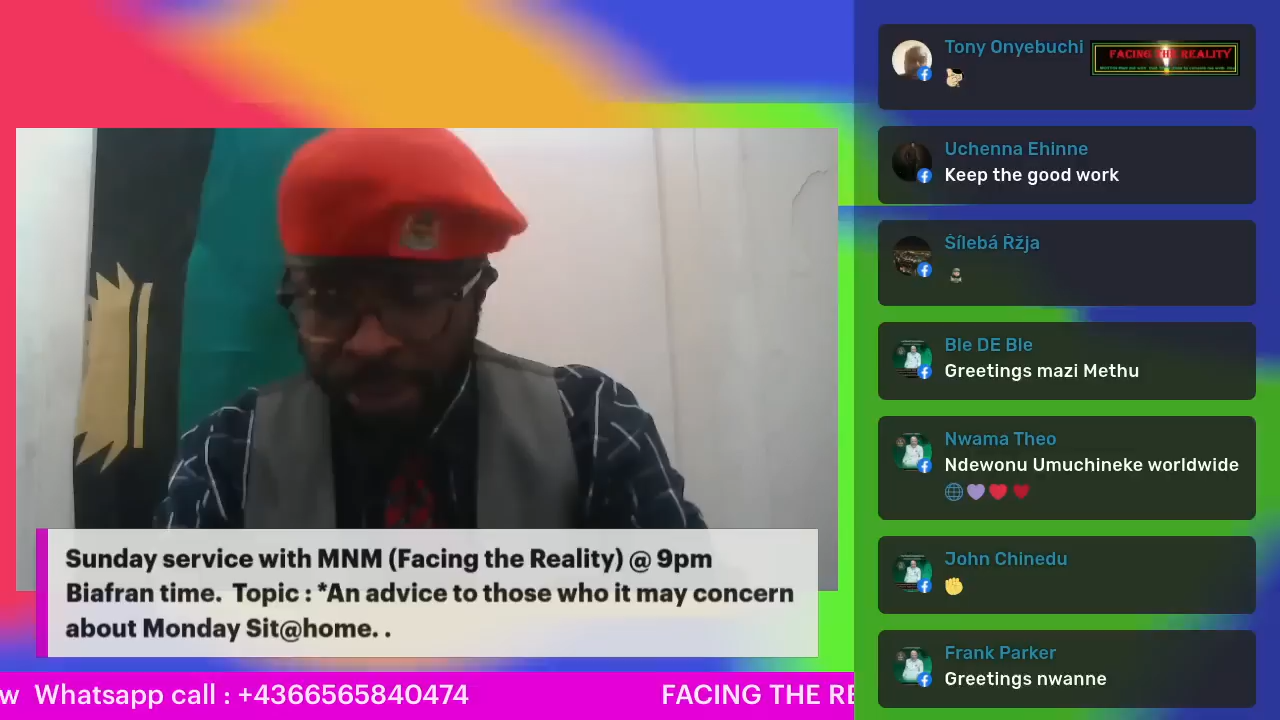 Tony Onyebuchi
FACING THE REALITY
Uchenna Ehinne
Keep the good work
Šílebá Řžja
Ble DE Ble
Greetings mazi Methu
Nwama Theo
Ndewonu Umuchineke worldwide
🌐💜❤️♥️
John Chinedu
✊
Frank Parker
Greetings nwanne
Sunday service with MNM (Facing the Reality) @ 9pm
Biafran time. Topic : *An advice to those who it may concern
about Monday Sit@home. .
w Whatsapp call : +4366565840474 FACING THE RE